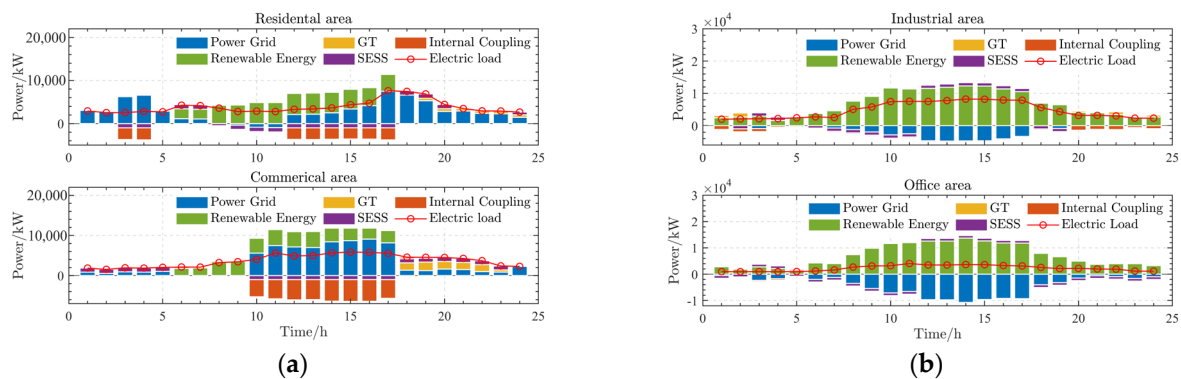 Residental area
20,000
10,000
0
Power/kW
Power Grid
GT
Internal Coupling
Renewable Energy
SESS
Electric load
0 5 10 15 20 25
Commerical area
20,000
10,000
0
Power/kW
Power Grid
GT
Internal Coupling
Renewable Energy
SESS
Electric load
0 5 10 15 20 25
Time/h
(a)
Industrial area
×10⁴
3
2
1
0
Power/kW
Power Grid
GT
Internal Coupling
Renewable Energy
SESS
Electric load
0 5 10 15 20 25
Office area
×10⁴
3
2
1
0
-1
Power/kW
Power Grid
GT
Internal Coupling
Renewable Energy
SESS
Electric Load
0 5 10 15 20 25
Time/h
(b)